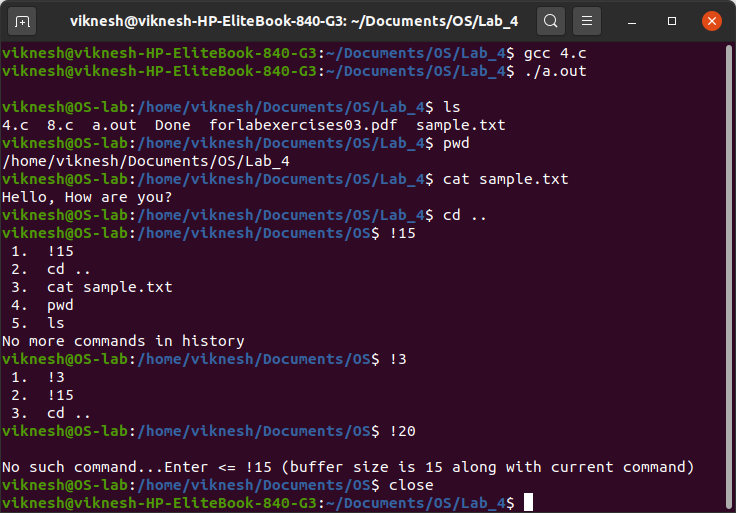 viknesh@viknesh-HP-EliteBook-840-G3: ~/Documents/OS/Lab_4
viknesh@viknesh-HP-EliteBook-840-G3:~/Documents/OS/Lab_4$ gcc 4.c
viknesh@viknesh-HP-EliteBook-840-G3:~/Documents/OS/Lab_4$ ./a.out
viknesh@OS-lab:/home/viknesh/Documents/OS/Lab_4$ ls
4.c  8.c  a.out  Done  forlabexercises03.pdf  sample.txt
viknesh@OS-lab:/home/viknesh/Documents/OS/Lab_4$ pwd
/home/viknesh/Documents/OS/Lab_4
viknesh@OS-lab:/home/viknesh/Documents/OS/Lab_4$ cat sample.txt
Hello, How are you?
viknesh@OS-lab:/home/viknesh/Documents/OS/Lab_4$ cd ..
viknesh@OS-lab:/home/viknesh/Documents/OS$ !15
 1.  !15
 2.  cd ..
 3.  cat sample.txt
 4.  pwd
 5.  ls
No more commands in history
viknesh@OS-lab:/home/viknesh/Documents/OS$ !3
 1.  !3
 2.  !15
 3.  cd ..
viknesh@OS-lab:/home/viknesh/Documents/OS$ !20
No such command...Enter <= !15 (buffer size is 15 along with current command)
viknesh@OS-lab:/home/viknesh/Documents/OS$ close
viknesh@viknesh-HP-EliteBook-840-G3:~/Documents/OS/Lab_4$